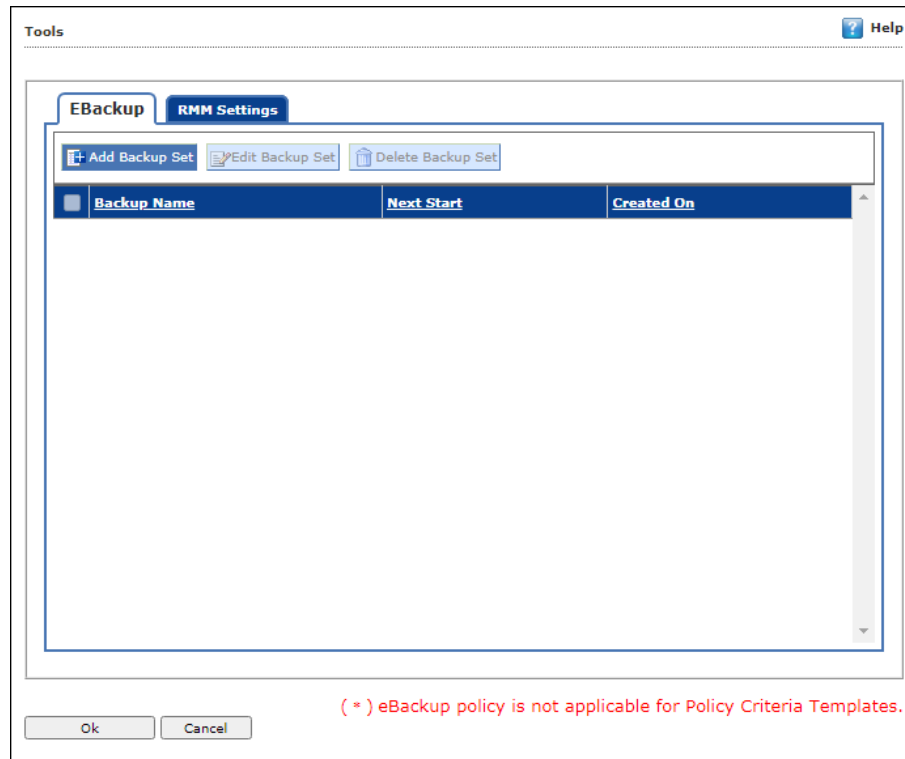 Tools
? Help
EBackup RMM Settings
Add Backup Set Edit Backup Set Delete Backup Set
Backup Name Next Start Created On
( * ) eBackup policy is not applicable for Policy Criteria Templates.
Ok Cancel